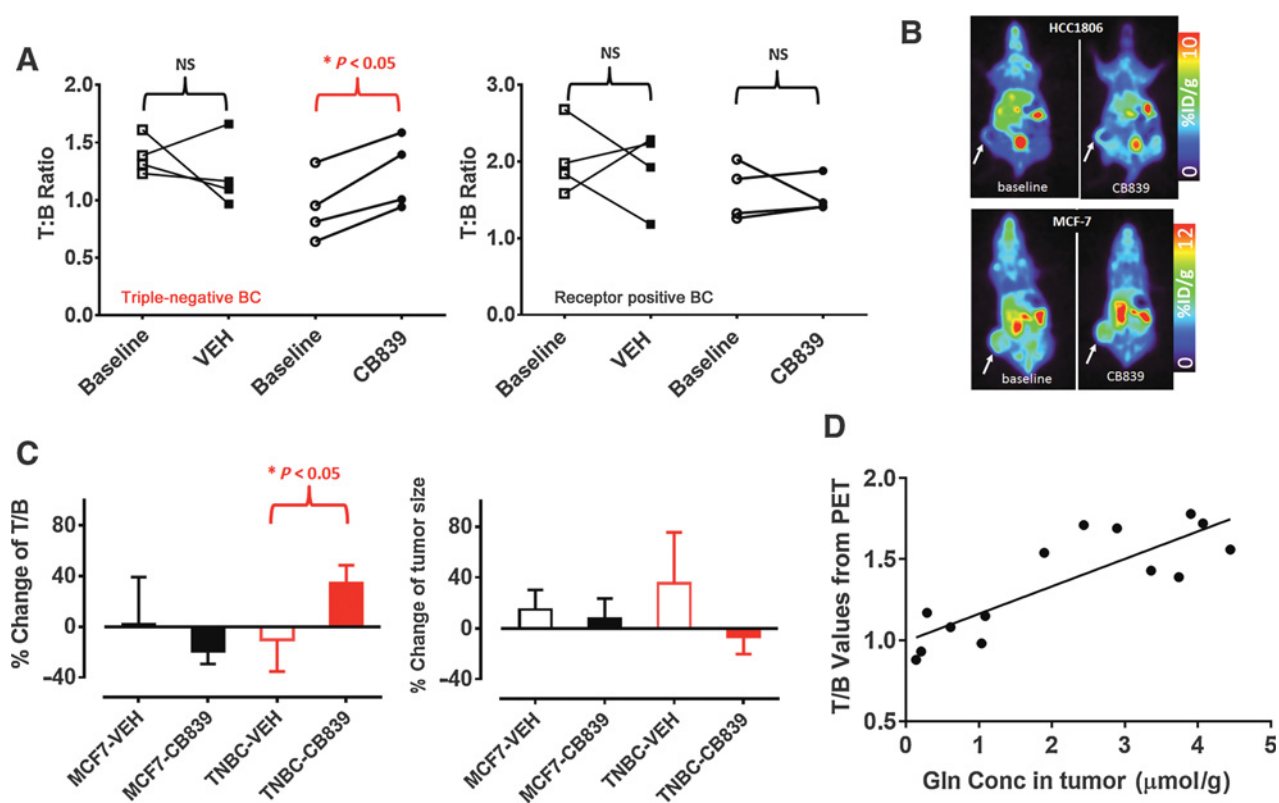 A
T:B Ratio
1.5
1.0
0.5
0.0
2.0
NS
* P < 0.05
Triple-negative BC
Baseline
VEH
Baseline
CB839
T:B Ratio
3.0
2.0
1.0
0.0
NS
NS
Receptor positive BC
Baseline
VEH
Baseline
CB839
B
HCC1806
baseline
CB839
10
%ID/g
0
MCF-7
baseline
CB839
12
%ID/g
0
C
% Change of T/B
80
40
0
-40
* P < 0.05
MCF7-VEH
MCF7-CB839
TNBC-VEH
TNBC-CB839
% Change of tumor size
80
40
0
-40
MCF7-VEH
MCF7-CB839
TNBC-VEH
TNBC-CB839
D
T/B Values from PET
2.0
1.5
1.0
0.5
0
1
2
3
4
5
Gln Conc in tumor (μmol/g)